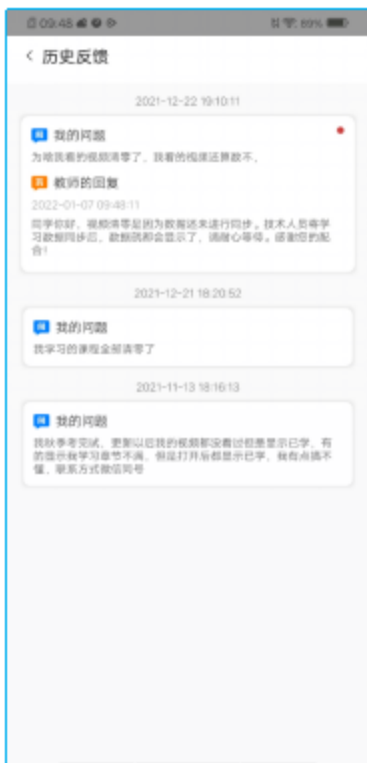 09:48
89%
历史反馈
2021-12-22 19:10:11
我的问题
为啥我看的视频清零了，我看的视频还算数不，
教师的回复
2022-01-07 09:48:11
同学你好，视频清零是因为数据还未进行同步。技术人员将学
习数据同步后，数据就都会显示了，请耐心等待。感谢您的配
合！
2021-12-21 18:20:52
我的问题
我学习的课程全部清零了
2021-11-13 18:16:13
我的问题
我秋季考完试，更新以后我的视频都没看过但是显示已学，有
的显示我学习章节不满，但是打开后都显示已学，我有点搞不
懂，联系方式微信同号